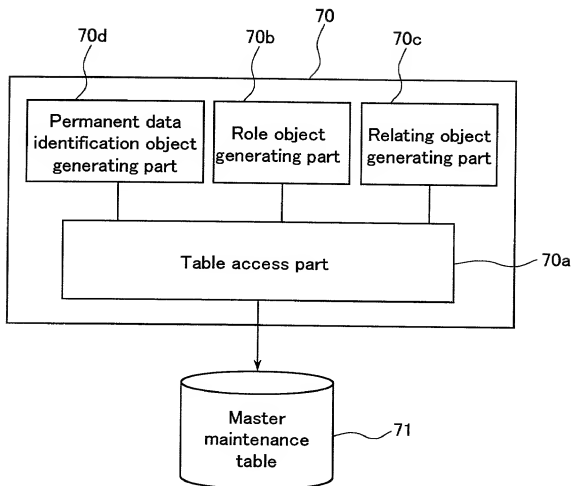 70
70d
70b
70c
Permanent data
identification object
generating part
Role object
generating part
Relating object
generating part
Table access part
70a
Master
maintenance
table
71